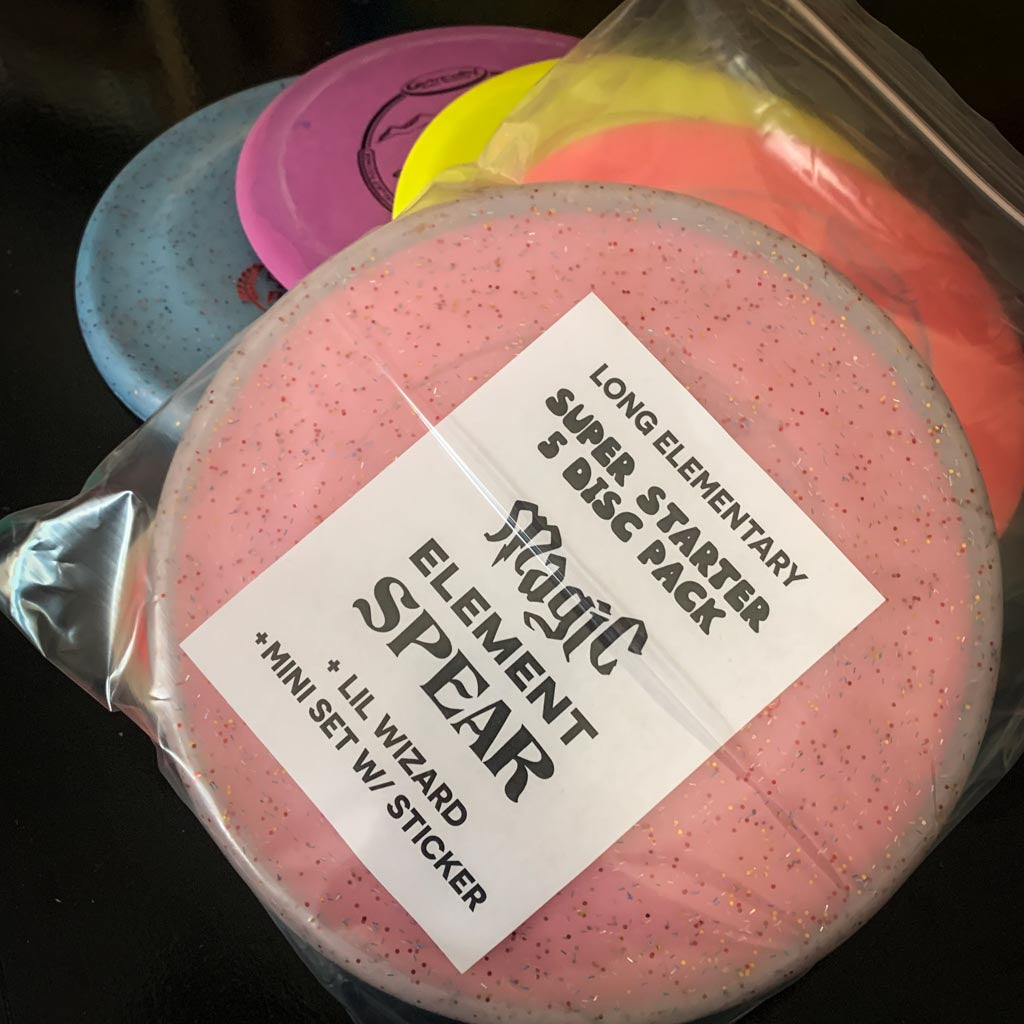 LONG ELEMENTARY
SUPER STARTER
5 DISC PACK
Magic
ELEMENT
SPEAR
+ LIL WIZARD
+MINI SET W/ STICKER